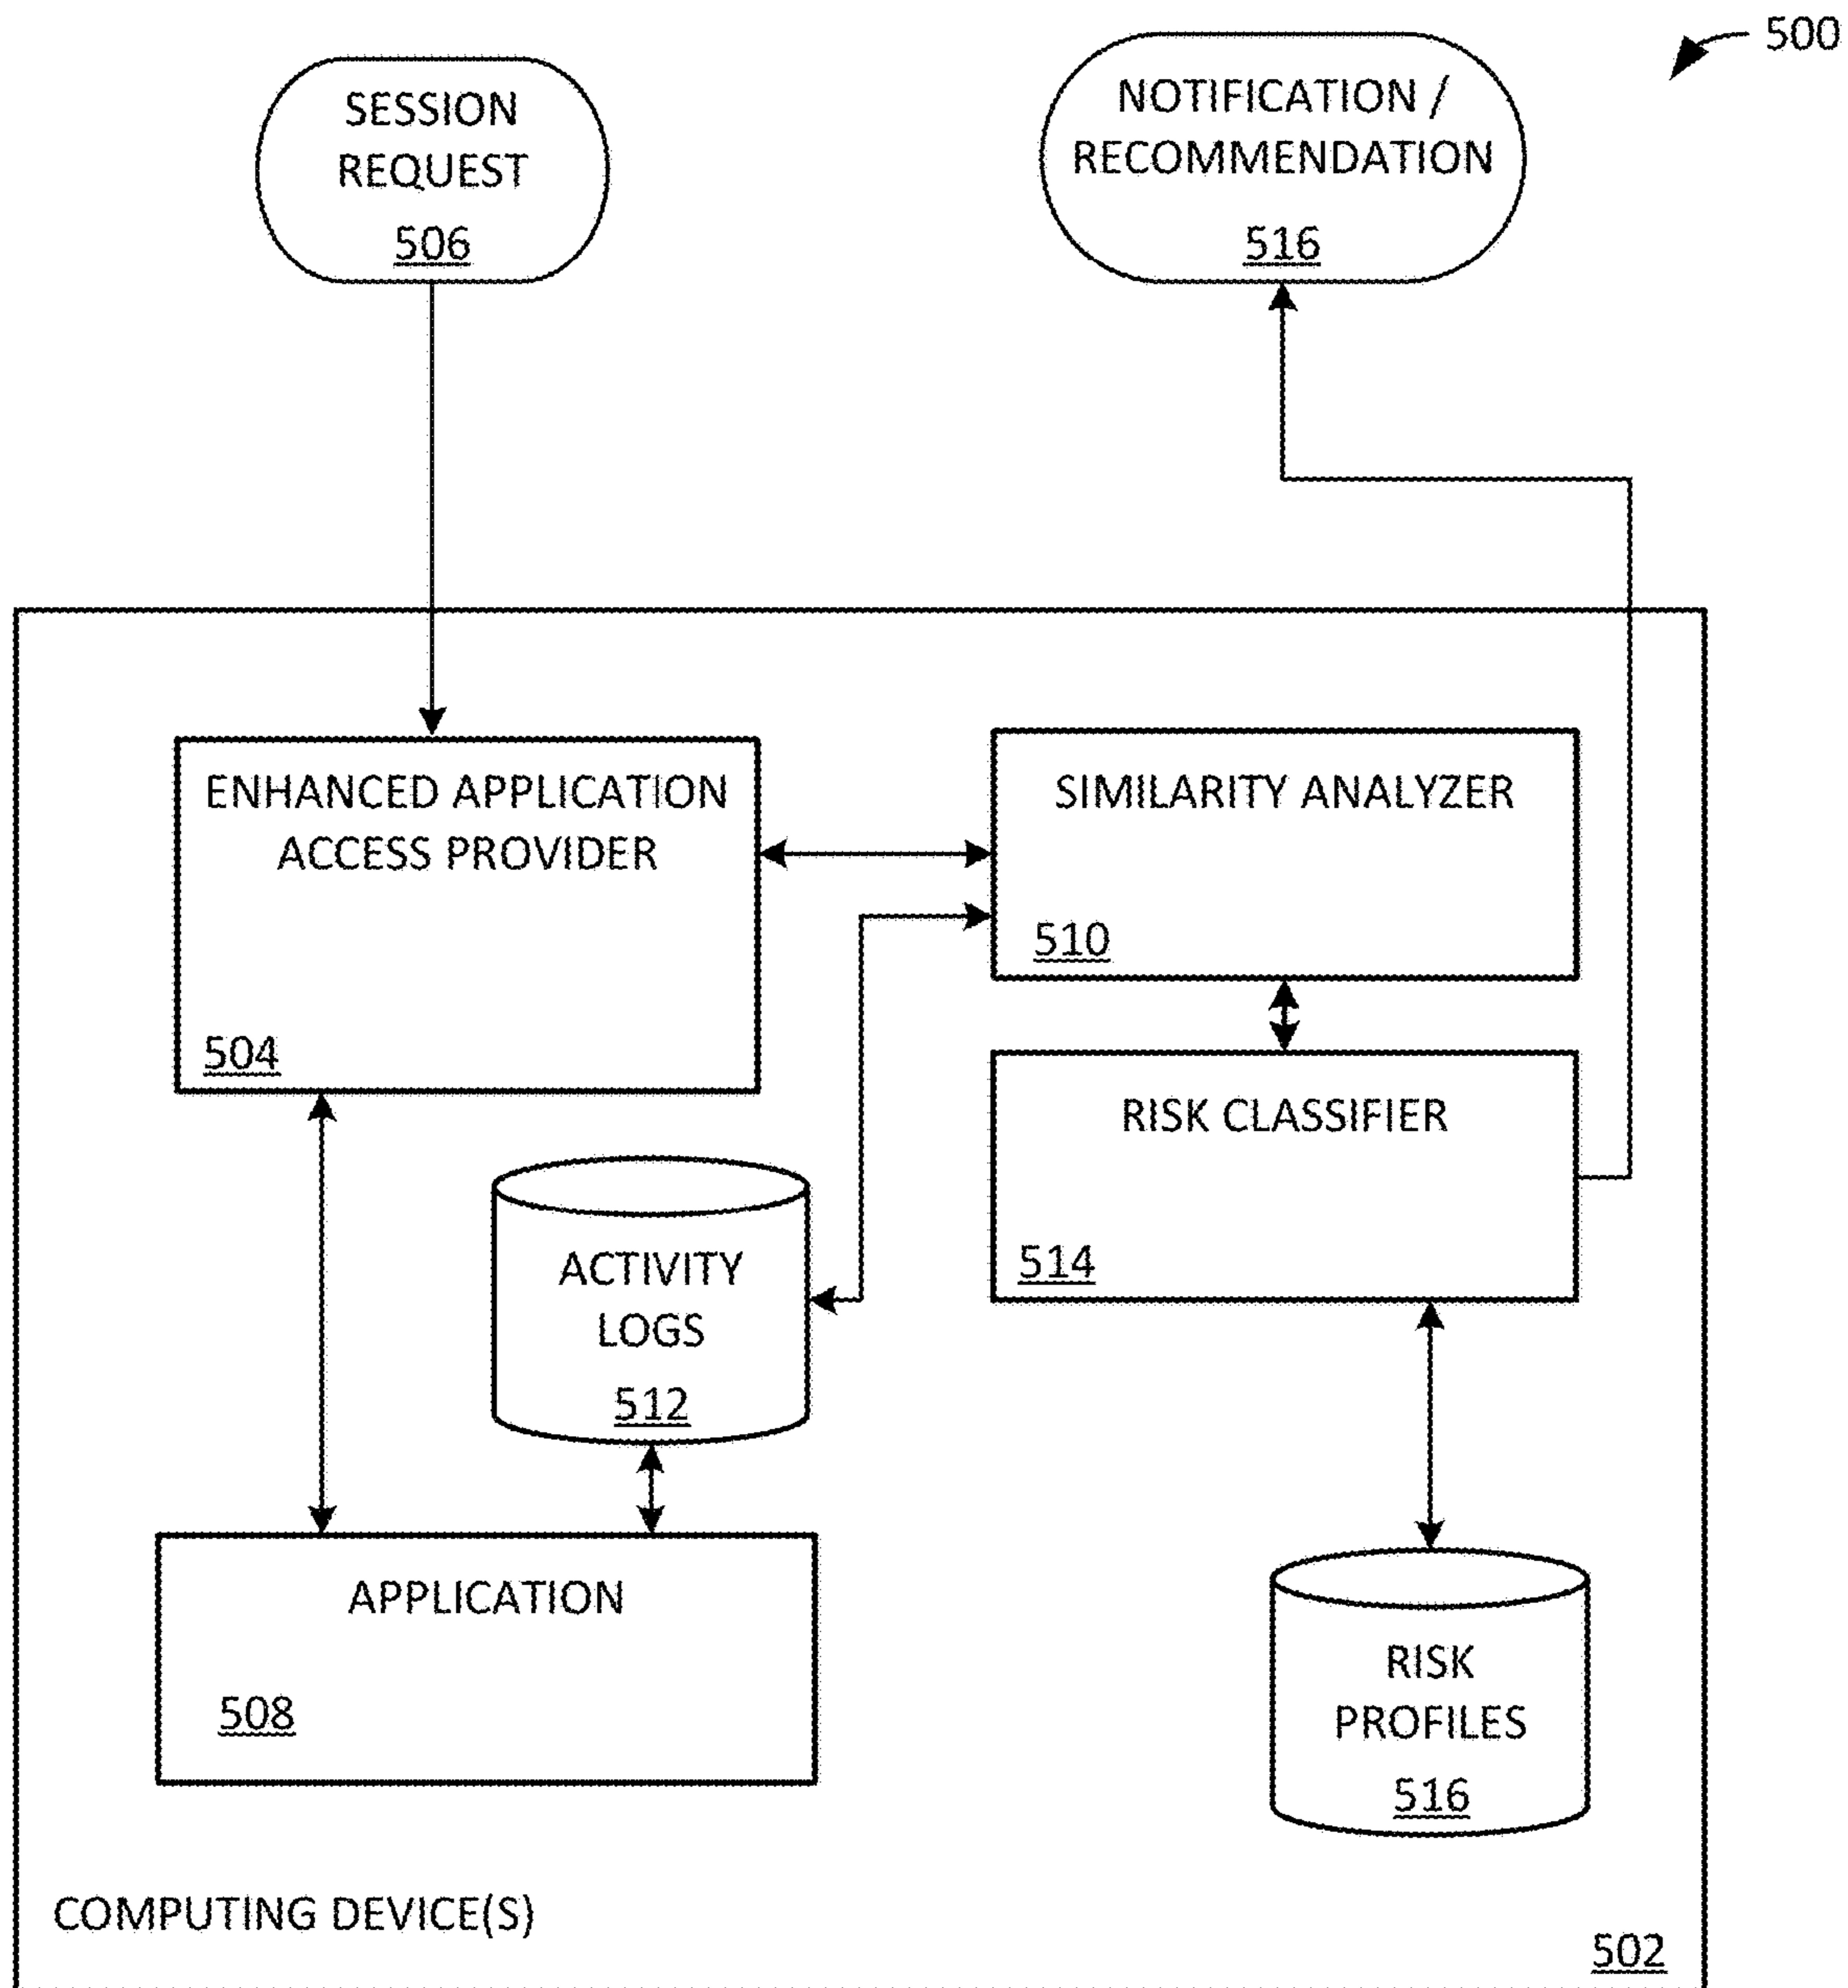 500
SESSION
REQUEST
506
NOTIFICATION /
RECOMMENDATION
516
ENHANCED APPLICATION
ACCESS PROVIDER
504
SIMILARITY ANALYZER
510
RISK CLASSIFIER
514
ACTIVITY
LOGS
512
APPLICATION
508
RISK
PROFILES
516
COMPUTING DEVICE(S)
502